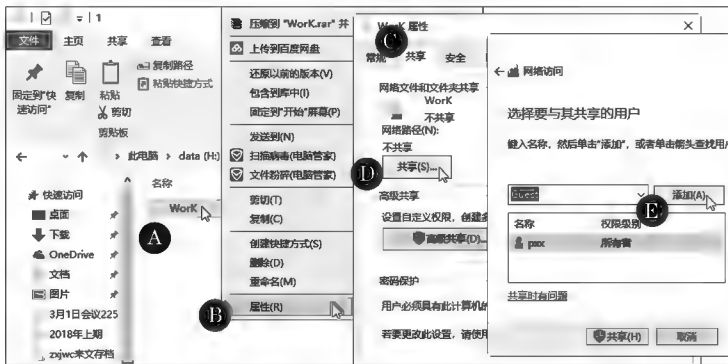 1
文件 主页 共享 查看
固定到"快速访问"
复制
粘贴
复制路径
粘贴快捷方式
剪切
剪贴板
此电脑 > data (H:)
快速访问
桌面
下载
OneDrive
文档
图片
3月1日会议225
2018年上期
zxjwc来文存档
名称
WorK
A
压缩到 "WorK.rar" 并
上传到百度网盘
还原以前的版本(V)
包含到库中(I)
固定到"开始"屏幕(P)
发送到(N)
扫描病毒(电脑管家)
文件粉碎(电脑管家)
剪切(T)
复制(C)
创建快捷方式(S)
删除(D)
重命名(M)
属性(R)
B
WorK 属性
C
常规 共享 安全
网络文件和文件夹共享
WorK
不共享
网络路径(N):
不共享
D
共享(S)...
高级共享
设置自定义权限，创建多
高级共享(D)...
密码保护
用户必须具有此计算机的
若要更改此设置，请使用
网络访问
选择要与其共享的用户
键入名称，然后单击"添加"，或者单击箭头查找用户
Guest
添加(A)
E
名称 权限级别
pxx 所有者
共享时有问题
共享(H) 取消